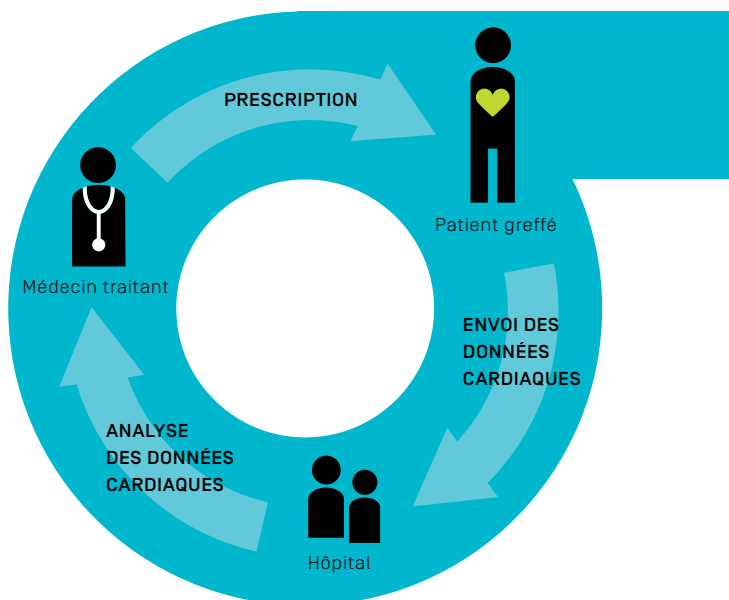 PRESCRIPTION
Patient greffé
Médecin traitant
ENVOI DES
DONNÉES
CARDIAQUES
ANALYSE
DES DONNÉES
CARDIAQUES
Hôpital